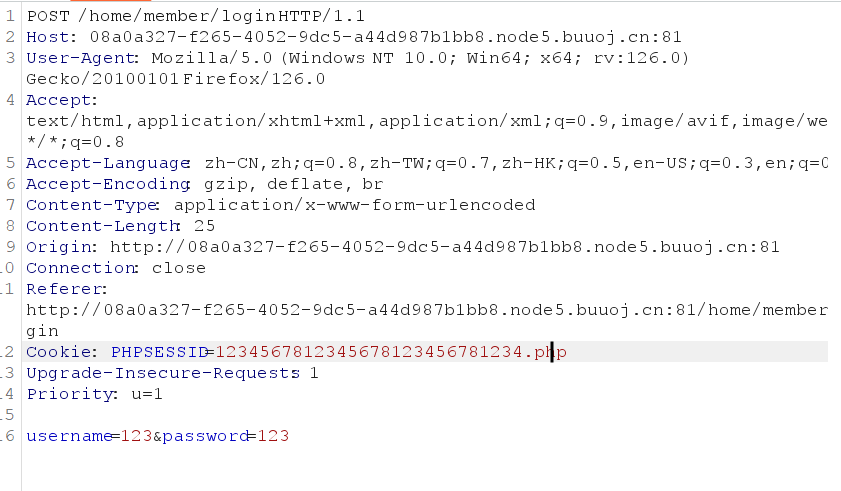 1 POST /home/member/login HTTP/1.1
2 Host: 08a0a327-f265-4052-9dc5-a44d987b1bb8.node5.buuoj.cn:81
3 User-Agent: Mozilla/5.0 (Windows NT 10.0; Win64; x64; rv:126.0)
Gecko/20100101 Firefox/126.0
4 Accept:
text/html,application/xhtml+xml,application/xml;q=0.9,image/avif,image/we
*/*;q=0.8
5 Accept-Language: zh-CN,zh;q=0.8,zh-TW;q=0.7,zh-HK;q=0.5,en-US;q=0.3,en;q=0
6 Accept-Encoding: gzip, deflate, br
7 Content-Type: application/x-www-form-urlencoded
8 Content-Length: 25
9 Origin: http://08a0a327-f265-4052-9dc5-a44d987b1bb8.node5.buuoj.cn:81
.0 Connection: close
.1 Referer:
http://08a0a327-f265-4052-9dc5-a44d987b1bb8.node5.buuoj.cn:81/home/member
gin
.2 Cookie: PHPSESSID=1234567812345678123456781234.php
.3 Upgrade-Insecure-Requests: 1
.4 Priority: u=1
.5
.6 username=123&password=123